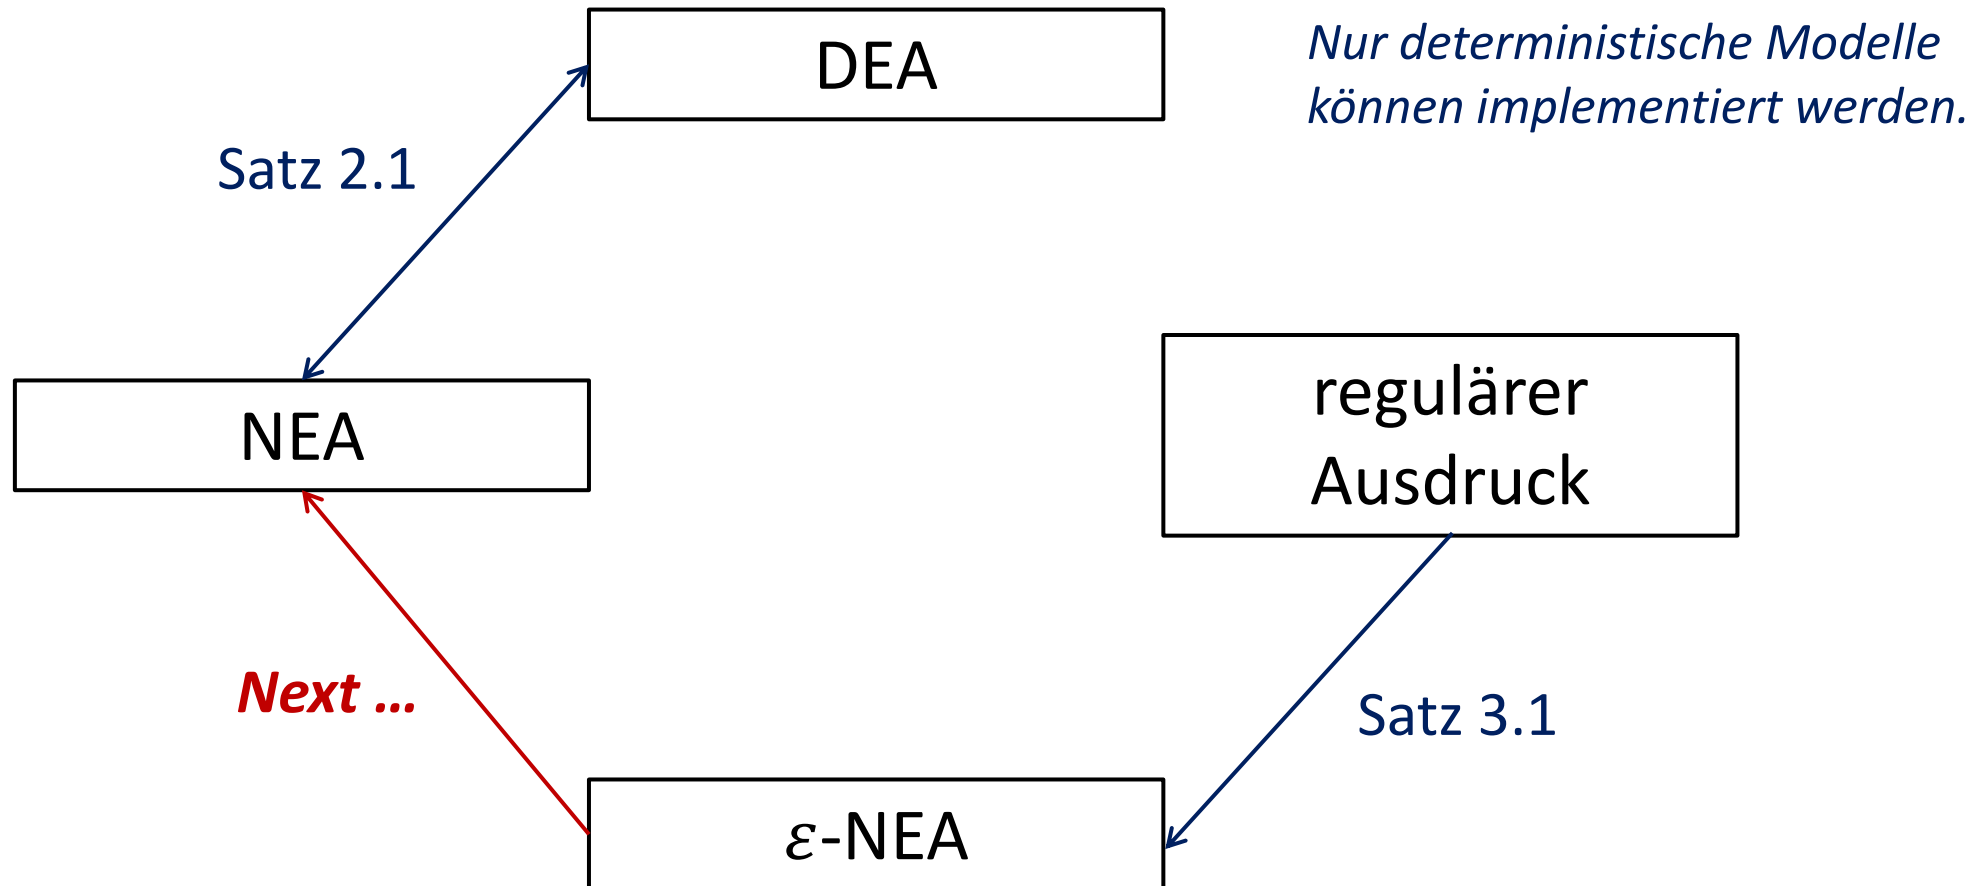 DEA
Nur deterministische Modelle
können implementiert werden.
Satz 2.1
regulärer
Ausdruck
NEA
Next ...
Satz 3.1
ε-NEA